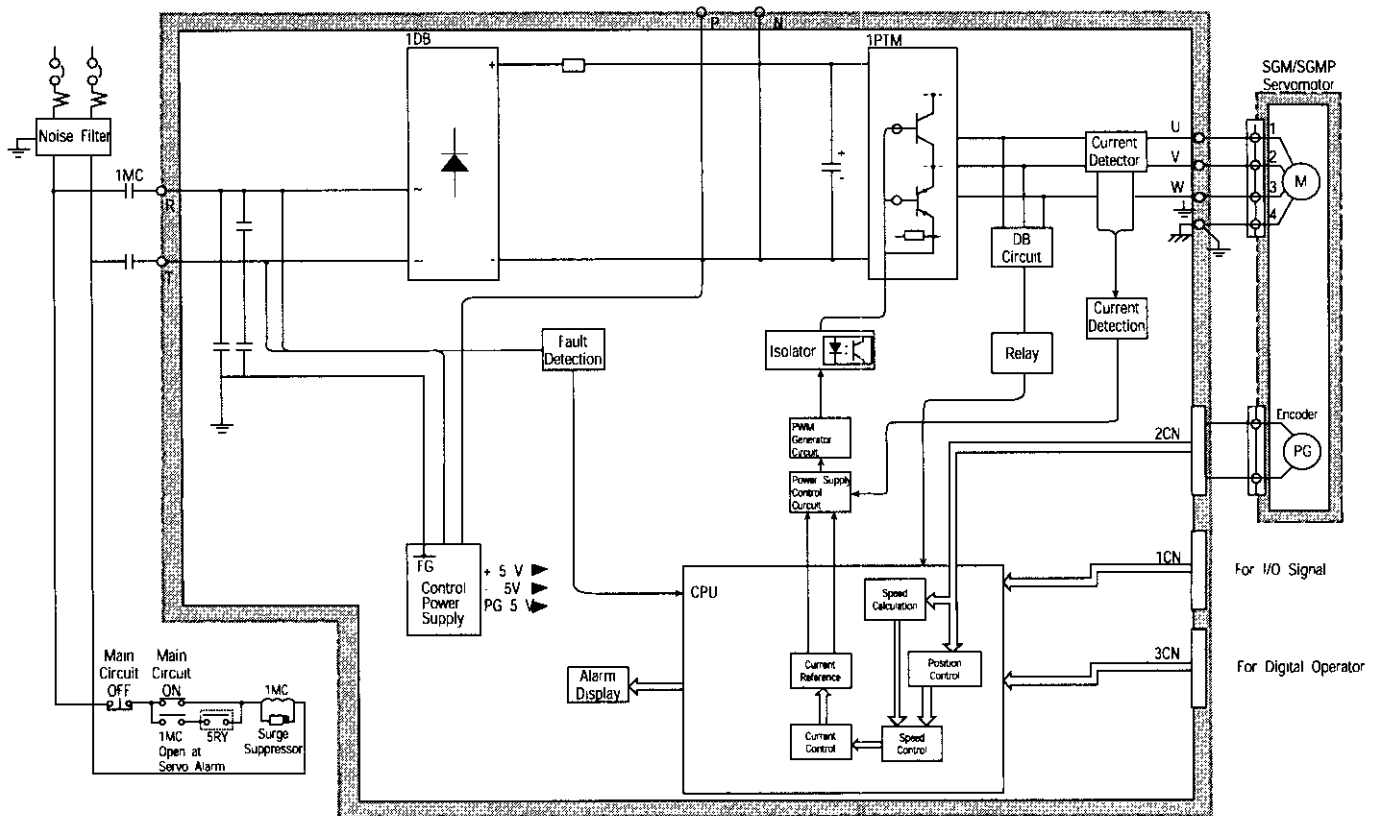 P N
1DB
1PTM
SGM/SGMP
Servomotor
Noise Filter
1MC
R
T
+
~
~
-
+
-
Current
Detector
U
V
W
1
2
3
4
M
DB
Circuit
Fault
Detection
Isolator
Relay
Current
Detection
PWM
Generator
Circuit
Power Supply
Control
Curcuit
2CN
Encoder
PG
FG
Control
Power
Supply
+ 5 V
- 5V
PG 5 V
CPU
Speed
Calculation
1CN
For I/O Signal
Current
Reference
Position
Control
3CN
For Digital Operator
Alarm
Display
Current
Control
Speed
Control
Main
Circuit
OFF
Main
Circuit
ON
1MC
1MC
5RY
Surge
Suppressor
Open at
Servo Alarm